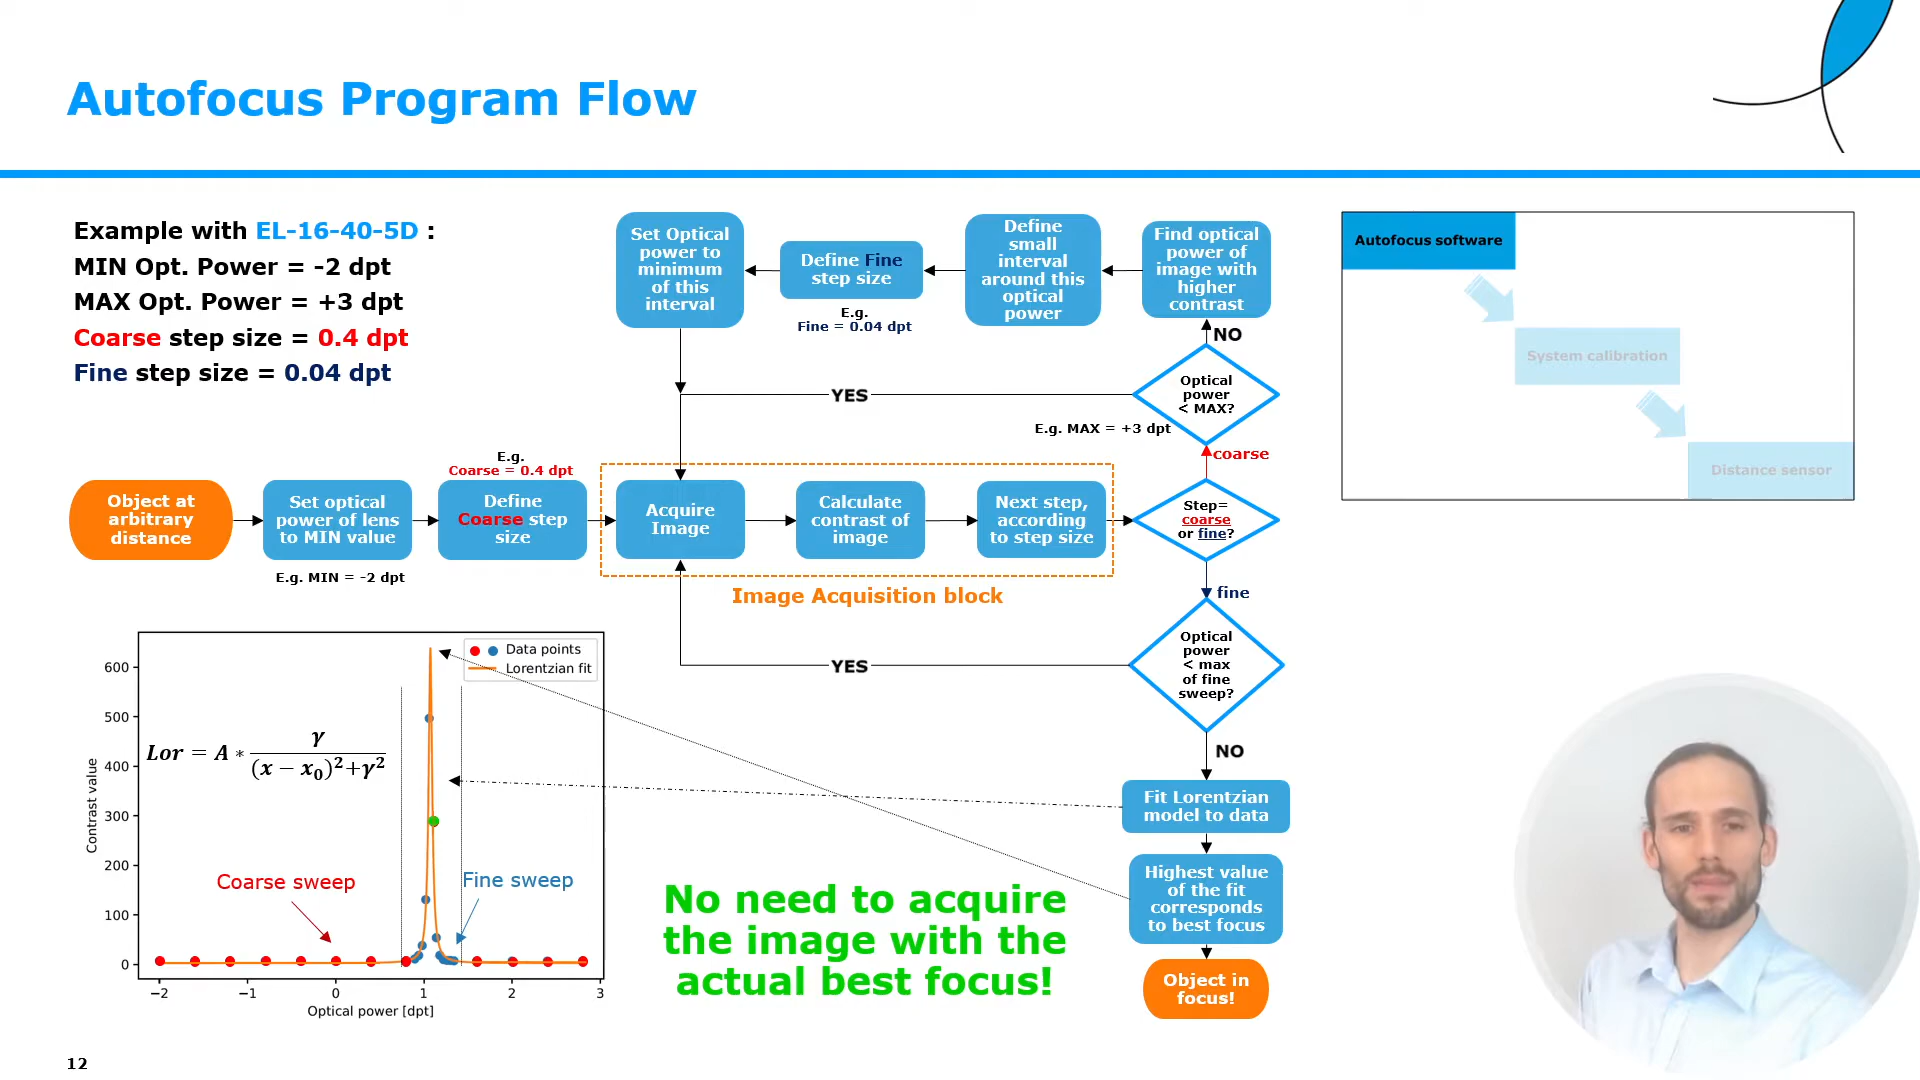 Autofocus Program Flow
Example with EL-16-40-5D :
MIN Opt. Power = -2 dpt
MAX Opt. Power = +3 dpt
Coarse step size = 0.4 dpt
Fine step size = 0.04 dpt
Set Optical
power to
minimum
of this
interval
Define Fine
step size
E.g.
Fine = 0.04 dpt
Define
small
interval
around this
optical
power
Find optical
power of
image with
higher
contrast
NO
Optical
power
< MAX?
YES
E.g. MAX = +3 dpt
coarse
Autofocus software
System calibration
Distance sensor
Object at
arbitrary
distance
Set optical
power of lens
to MIN value
E.g. MIN = -2 dpt
E.g.
Coarse = 0.4 dpt
Define
Coarse step
size
Acquire
Image
Calculate
contrast of
image
Next step,
according
to step size
Step=
coarse
or fine?
Image Acquisition block
fine
Optical
power
< max
of fine
sweep?
YES
NO
Fit Lorentzian
model to data
Highest value
of the fit
corresponds
to best focus
Object in
focus!
Data points
Lorentzian fit
Lor = A * γ / ((x − x₀)²+γ²)
Coarse sweep
Fine sweep
Contrast value
600
500
400
300
200
100
0
−2 −1 0 1 2 3
Optical power [dpt]
No need to acquire
the image with the
actual best focus!
12